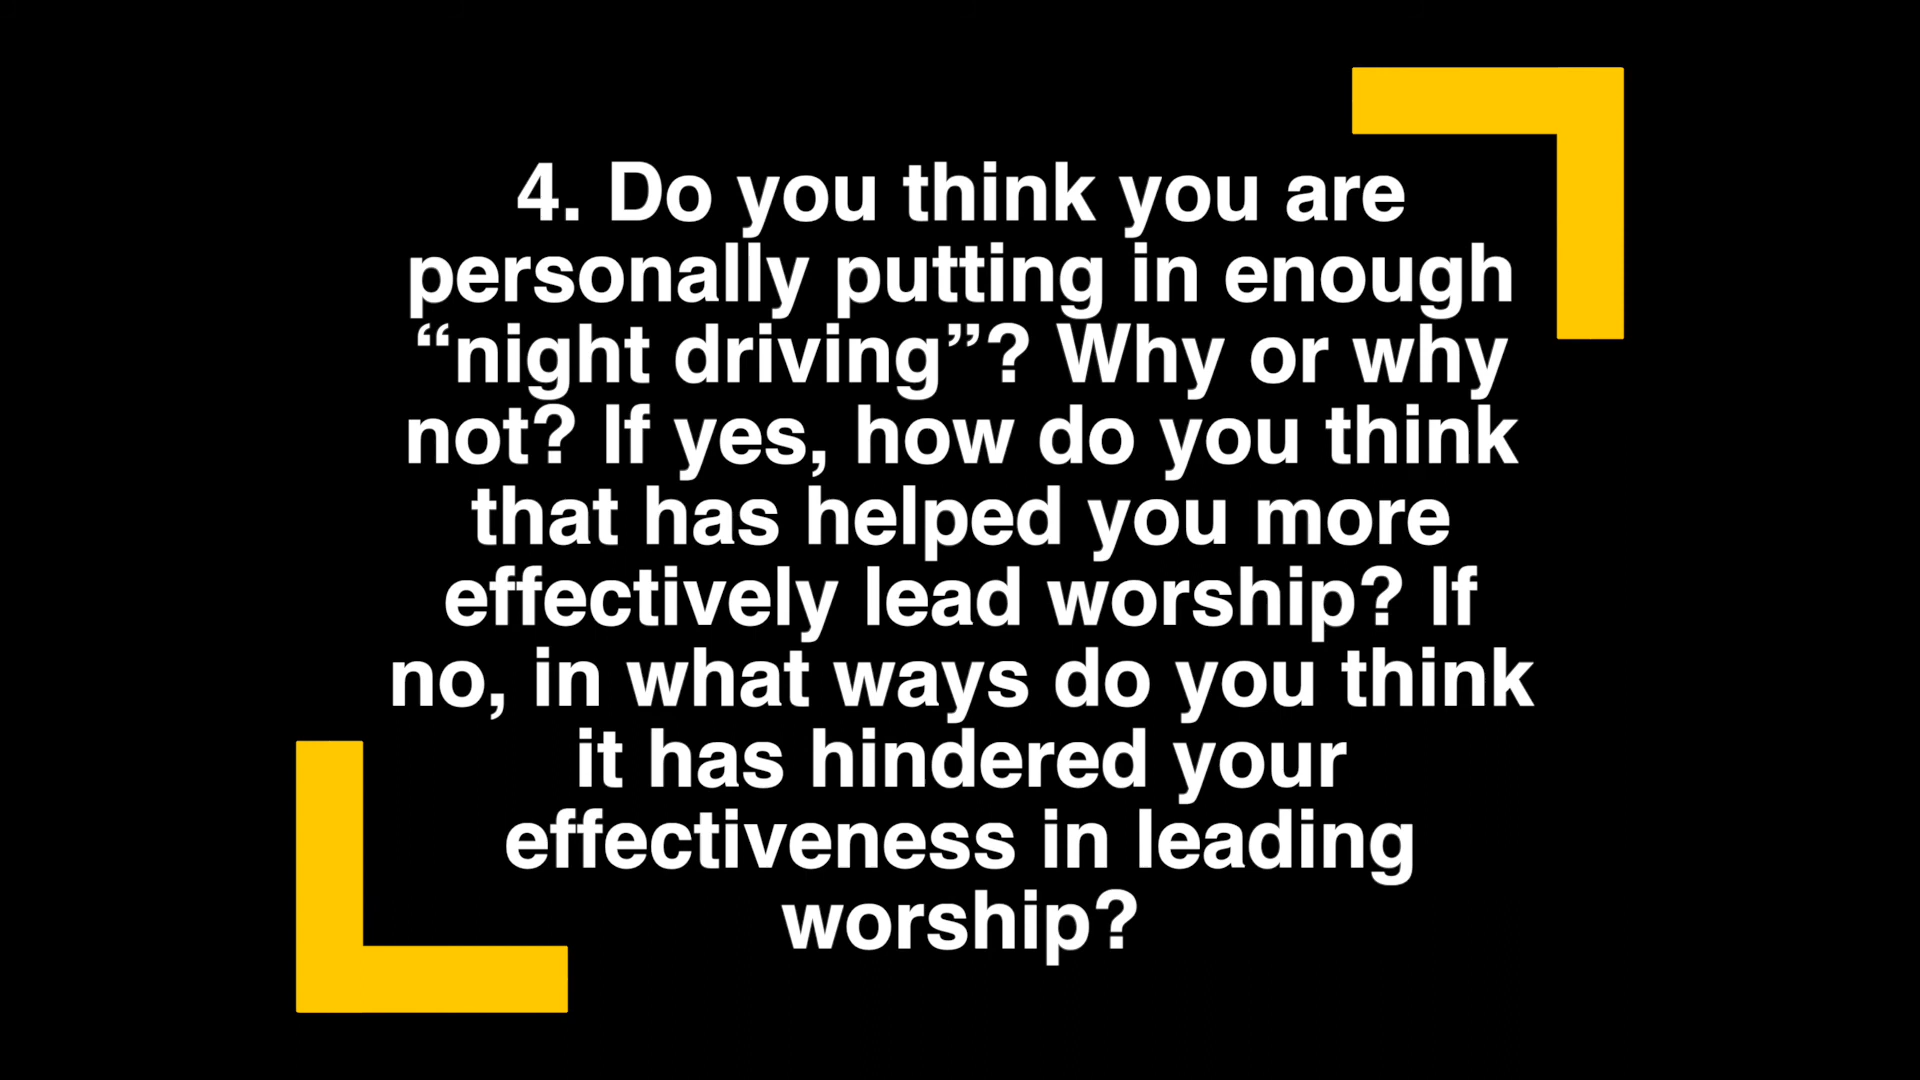 4. Do you think you are
personally putting in enough
“night driving”? Why or why
not? If yes, how do you think
that has helped you more
effectively lead worship? If
no, in what ways do you think
it has hindered your
effectiveness in leading
worship?